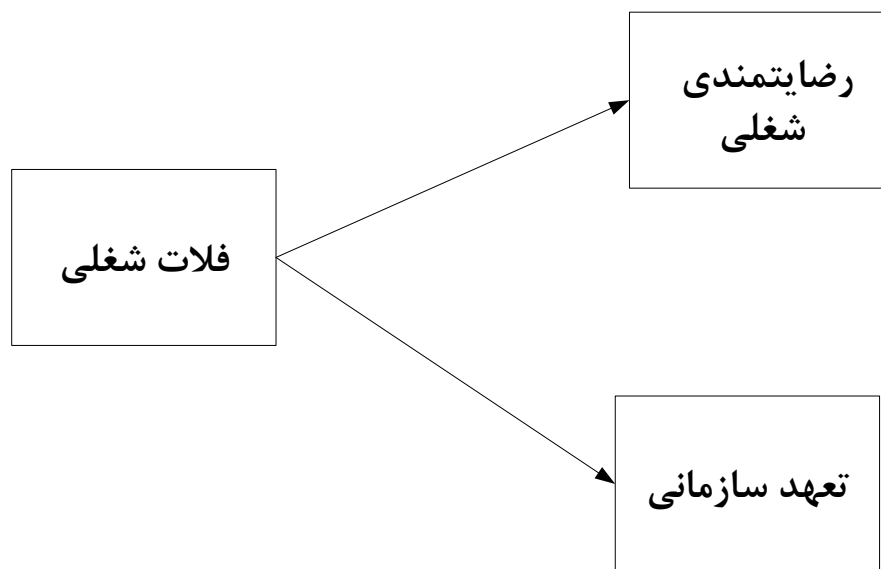 رضایتمندی
شغلی
فلات شغلی
تعهد سازمانی